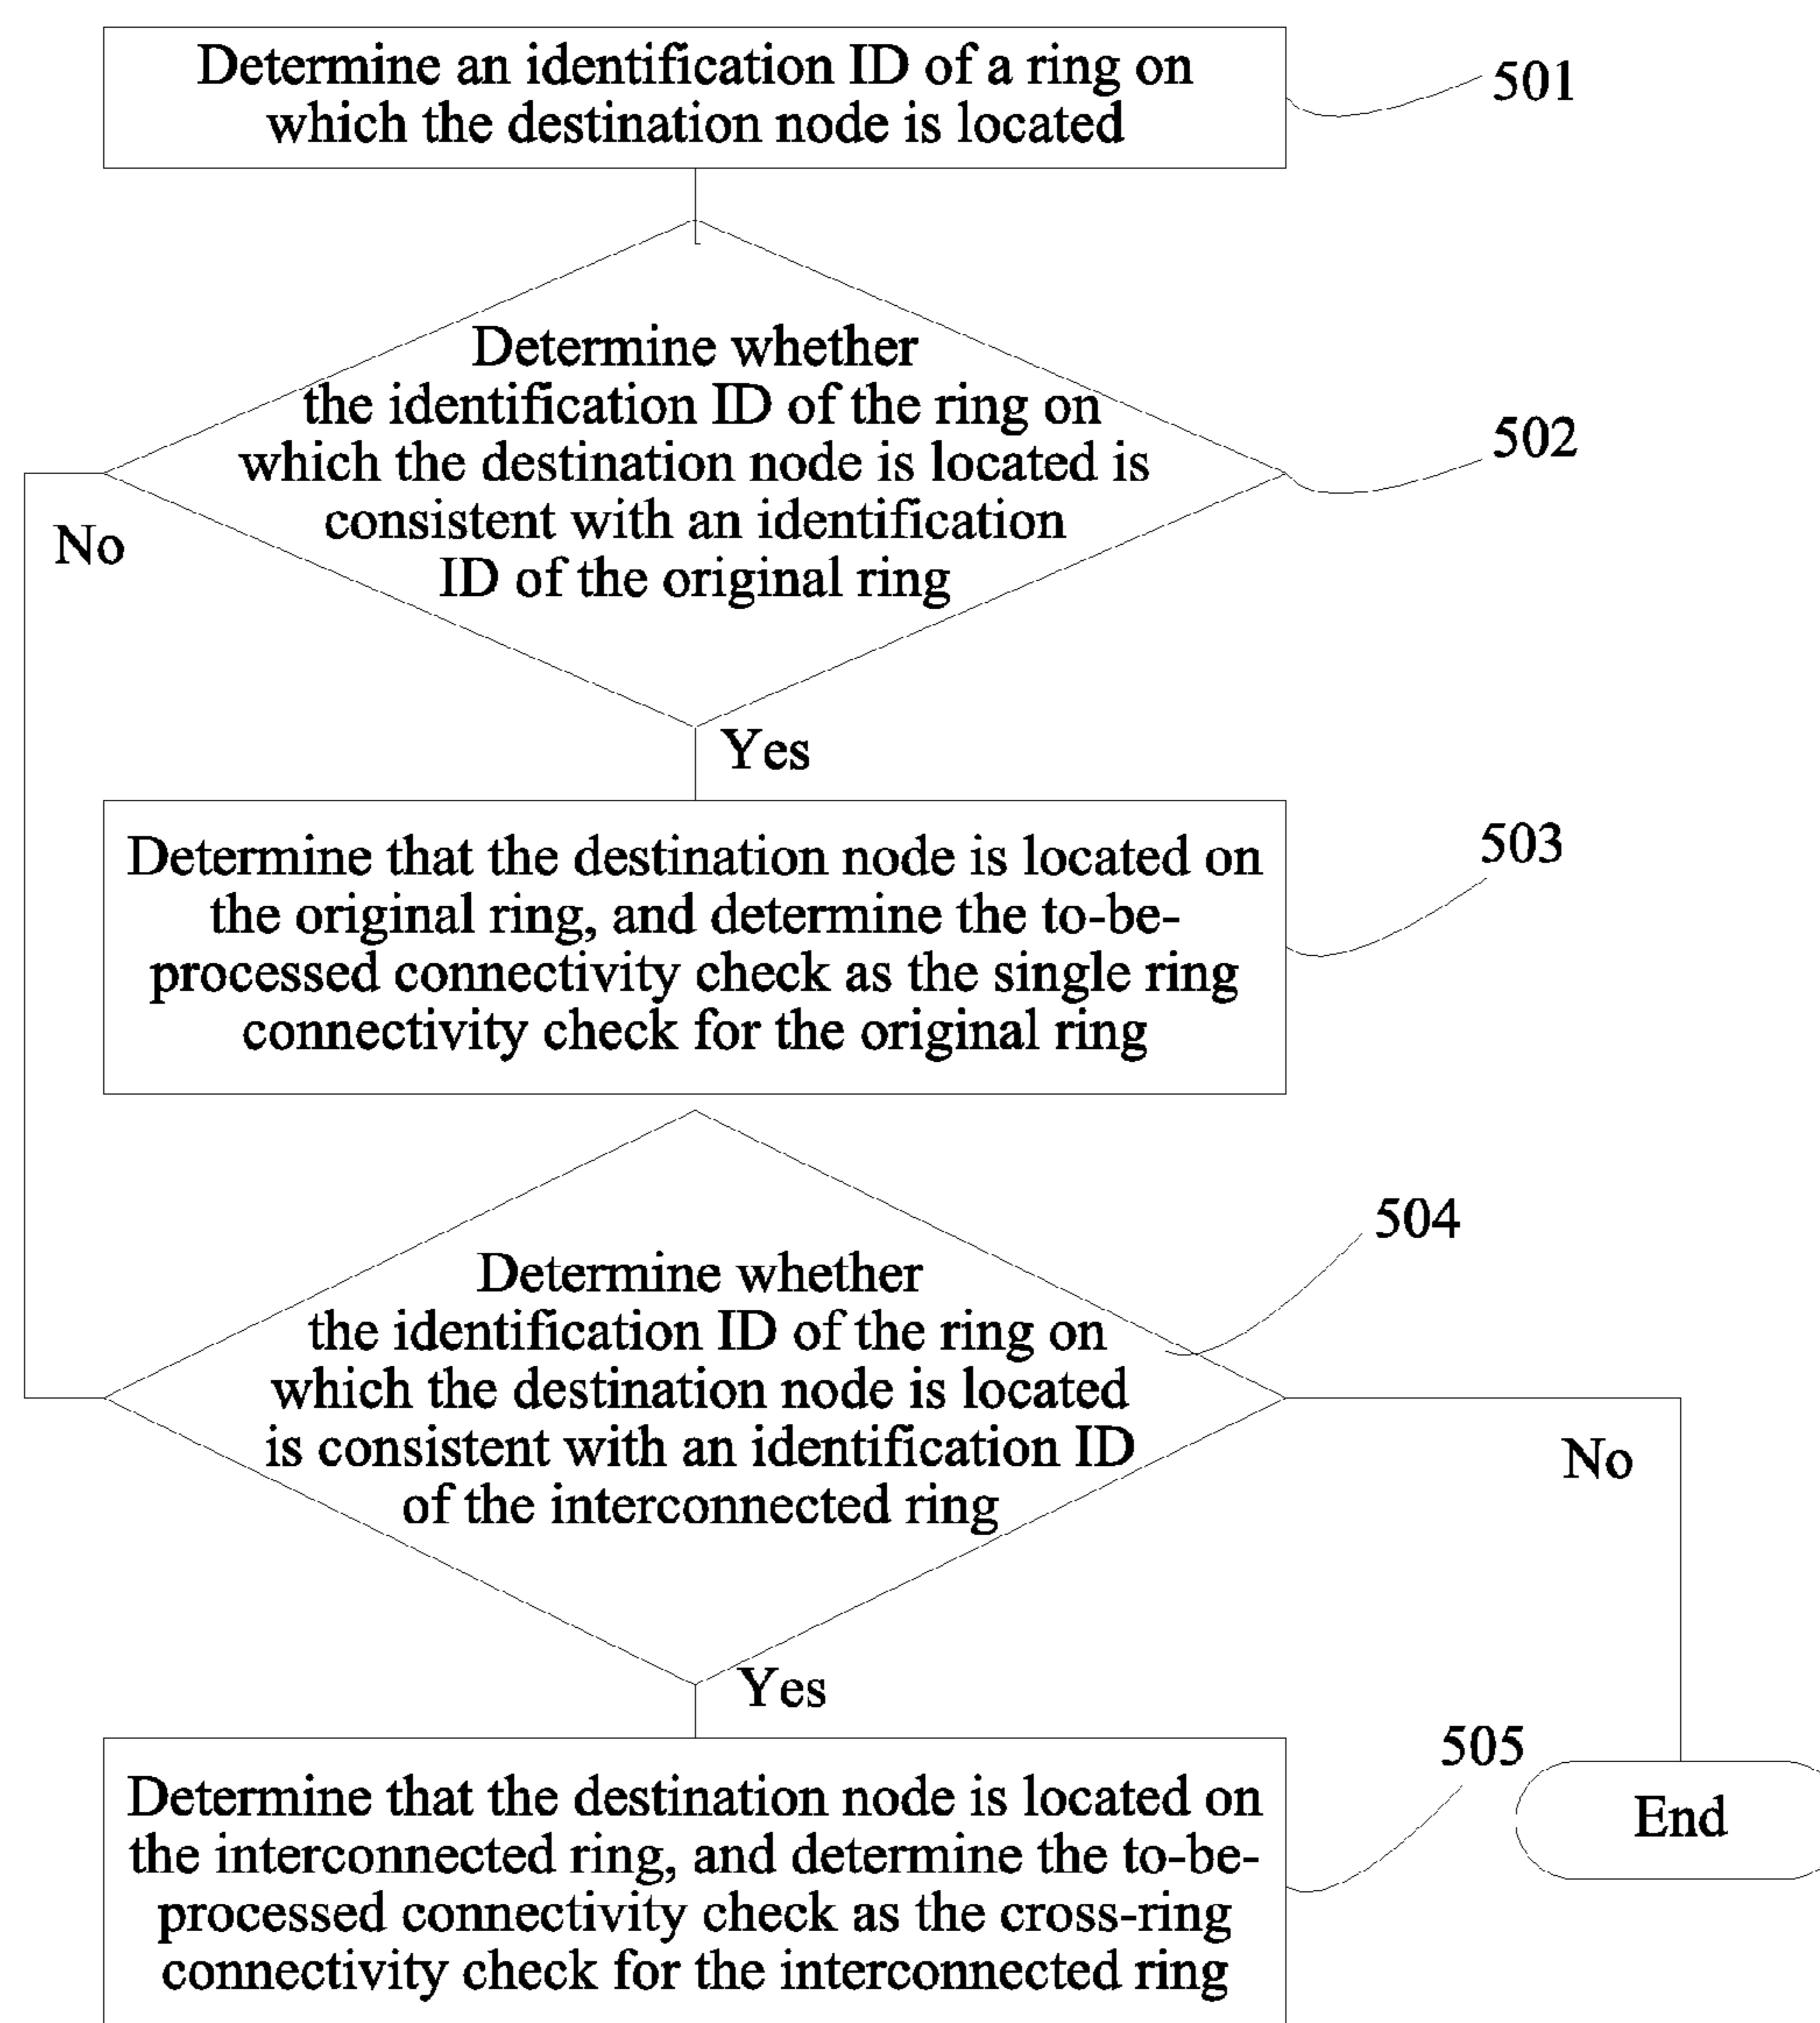 Determine an identification ID of a ring on
which the destination node is located
501
Determine whether
the identification ID of the ring on
which the destination node is located is
consistent with an identification
ID of the original ring
502
No
Yes
Determine that the destination node is located on
the original ring, and determine the to-be-
processed connectivity check as the single ring
connectivity check for the original ring
503
504
Determine whether
the identification ID of the ring on
which the destination node is located
is consistent with an identification ID
of the interconnected ring
No
Yes
505
Determine that the destination node is located on
the interconnected ring, and determine the to-be-
processed connectivity check as the cross-ring
connectivity check for the interconnected ring
End